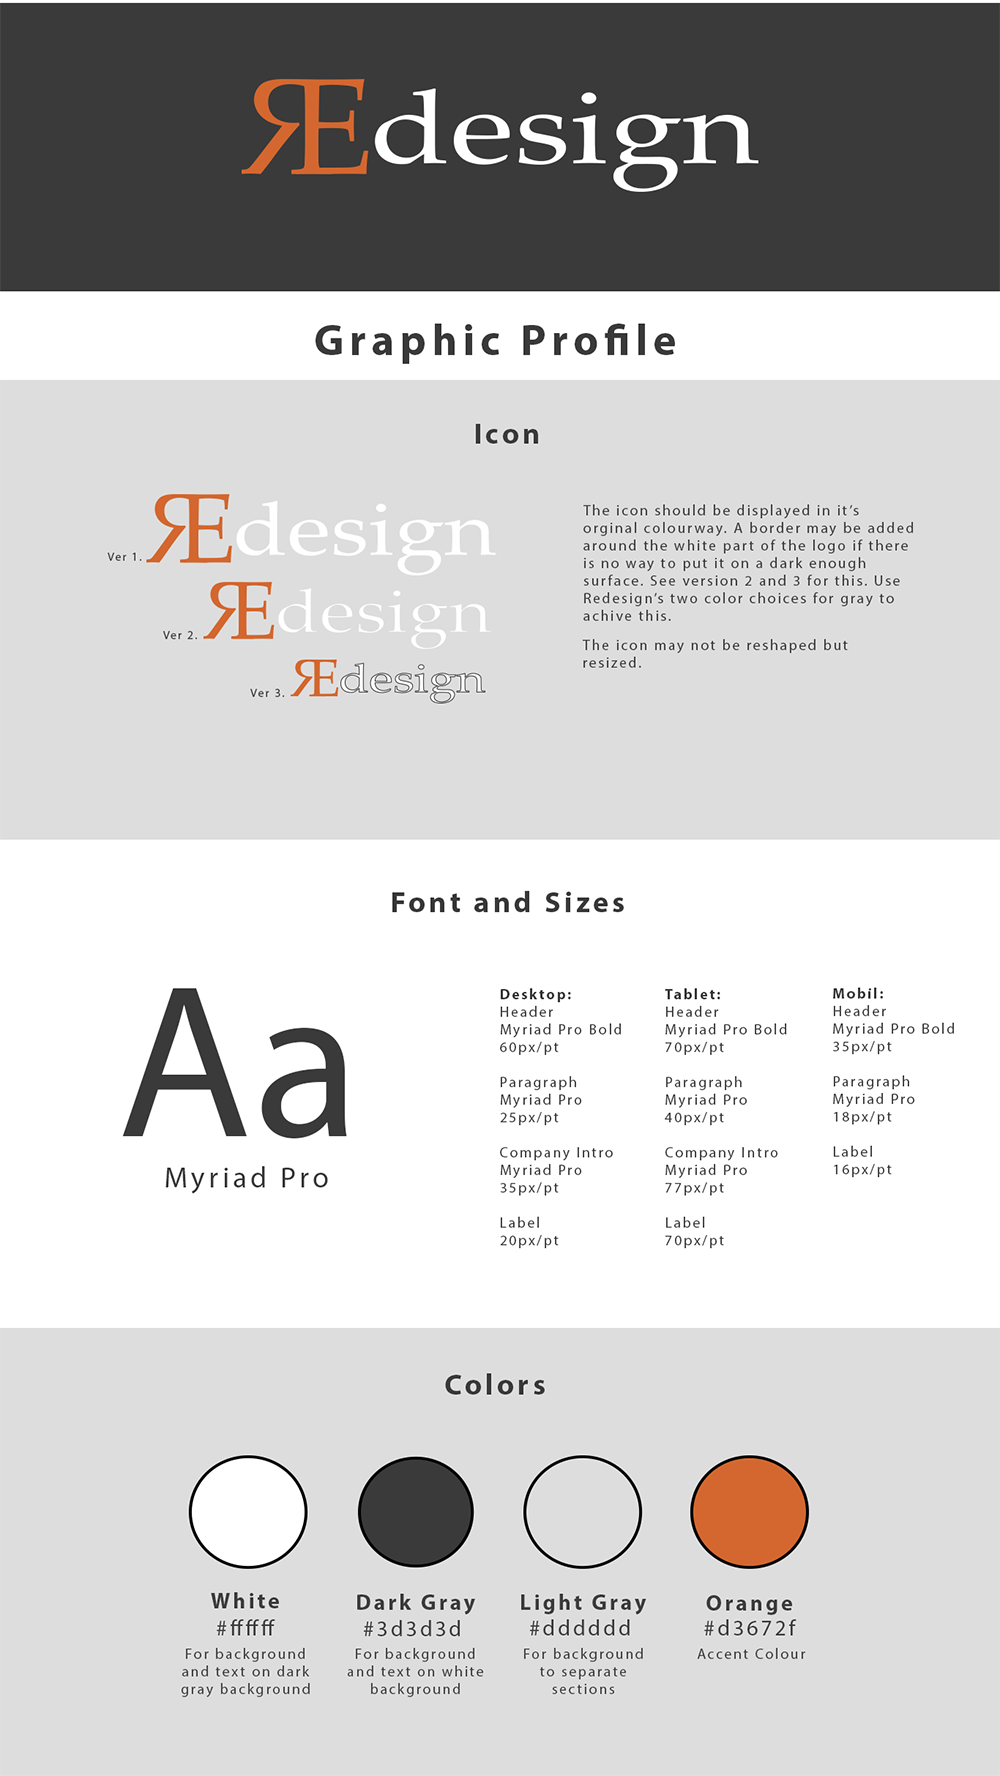 REdesign
Graphic Profile
Icon
Ver 1. REdesign
Ver 2. REdesign
Ver 3. REdesign
The icon should be displayed in it's
orginal colourway. A border may be added
around the white part of the logo if there
is no way to put it on a dark enough
surface. See version 2 and 3 for this. Use
Redesign's two color choices for gray to
achive this.
The icon may not be reshaped but
resized.
Font and Sizes
Aa
Myriad Pro
Desktop:
Header
Myriad Pro Bold
60px/pt
Paragraph
Myriad Pro
25px/pt
Company Intro
Myriad Pro
35px/pt
Label
20px/pt
Tablet:
Header
Myriad Pro Bold
70px/pt
Paragraph
Myriad Pro
40px/pt
Company Intro
Myriad Pro
77px/pt
Label
70px/pt
Mobil:
Header
Myriad Pro Bold
35px/pt
Paragraph
Myriad Pro
18px/pt
Label
16px/pt
Colors
White
#ffffff
For background
and text on dark
gray background
Dark Gray
#3d3d3d
For background
and text on white
background
Light Gray
#dddddd
For background
to separate
sections
Orange
#d3672f
Accent Colour